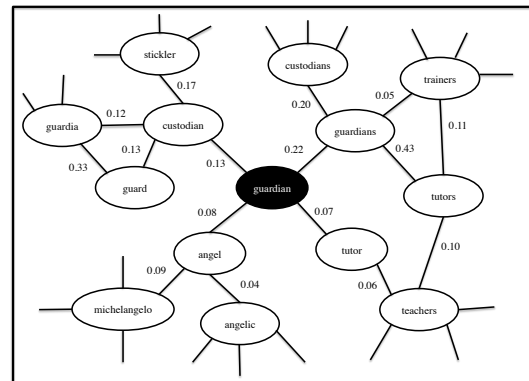 stickler
custodians
trainers
0.17
0.20
0.05
guardia
0.12
custodian
guardians
0.11
0.33
0.13
0.13
0.22
0.43
guard
guardian
tutors
0.08
0.07
angel
tutor
0.10
0.09
0.04
0.06
michelangelo
angelic
teachers